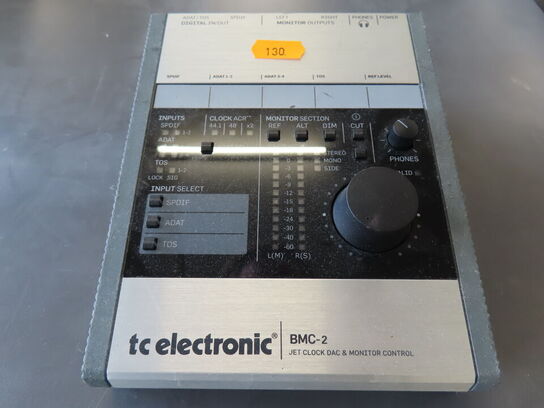 ADAT/TOS SPDIF LEFT RIGHT PHONES POWER
DIGITAL IN/OUT MONITOR OUTPUTS
130
SPDIF ADAT 1-2 ADAT 3-4 TOS REF LEVEL
INPUTS CLOCK ACR™ MONITOR SECTION
SPDIF 44.1 48 x2 REF ALT DIM CUT
1-2
ADAT
STEREO
0 MONO PHONES
-3 SIDE
TOS -6
1-2 -9
LOCK SIG
INPUT SELECT -12
SPDIF -15
-18
ADAT -24
-30
TOS -40
-60
L(M) R(S)
tc electronic® BMC-2
JET CLOCK DAC & MONITOR CONTROL